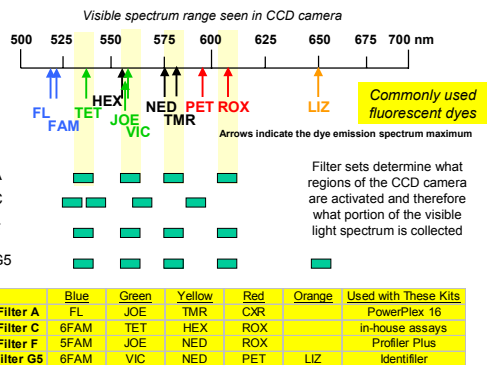 Visible spectrum range seen in CCD camera
500 525 550 575 600 625 650 675 700 nm
FL FAM TET HEX JOE VIC NED TMR PET ROX LIZ
Commonly used
fluorescent dyes
Arrows indicate the dye emission spectrum maximum
Filter sets determine what
regions of the CCD camera
are activated and therefore
what portion of the visible
light spectrum is collected
G5
Blue Green Yellow Red Orange Used with These Kits
Filter A FL JOE TMR CXR PowerPlex 16
Filter C 6FAM TET HEX ROX in-house assays
Filter F 5FAM JOE NED ROX Profiler Plus
Filter G5 6FAM VIC NED PET LIZ Identifiler